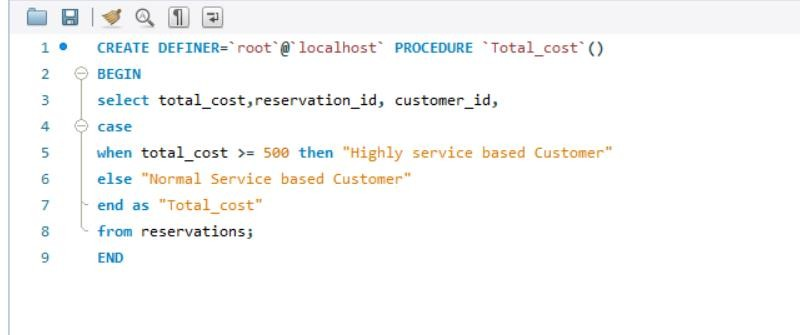 1 CREATE DEFINER=`root`@`localhost` PROCEDURE `Total_cost`()
2 BEGIN
3 select total_cost,reservation_id, customer_id,
4 case
5 when total_cost >= 500 then "Highly service based Customer"
6 else "Normal Service based Customer"
7 end as "Total_cost"
8 from reservations;
9 END